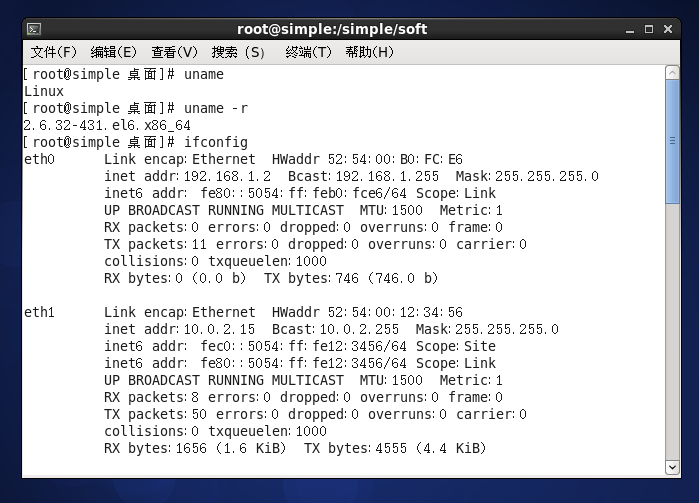 root@simple:/simple/soft
文件(F) 编辑(E) 查看(V) 搜索 (S) 终端(T) 帮助(H)
[root@simple 桌面]# uname
Linux
[root@simple 桌面]# uname -r
2.6.32-431.el6.x86_64
[root@simple 桌面]# ifconfig
eth0      Link encap:Ethernet  HWaddr 52:54:00:B0:FC:E6
          inet addr:192.168.1.2  Bcast:192.168.1.255  Mask:255.255.255.0
          inet6 addr: fe80::5054:ff:feb0:fce6/64 Scope:Link
          UP BROADCAST RUNNING MULTICAST  MTU:1500  Metric:1
          RX packets:0 errors:0 dropped:0 overruns:0 frame:0
          TX packets:11 errors:0 dropped:0 overruns:0 carrier:0
          collisions:0 txqueuelen:1000
          RX bytes:0 (0.0 b)  TX bytes:746 (746.0 b)
eth1      Link encap:Ethernet  HWaddr 52:54:00:12:34:56
          inet addr:10.0.2.15  Bcast:10.0.2.255  Mask:255.255.255.0
          inet6 addr: fec0::5054:ff:fe12:3456/64 Scope:Site
          inet6 addr: fe80::5054:ff:fe12:3456/64 Scope:Link
          UP BROADCAST RUNNING MULTICAST  MTU:1500  Metric:1
          RX packets:8 errors:0 dropped:0 overruns:0 frame:0
          TX packets:50 errors:0 dropped:0 overruns:0 carrier:0
          collisions:0 txqueuelen:1000
          RX bytes:1656 (1.6 KiB)  TX bytes:4555 (4.4 KiB)